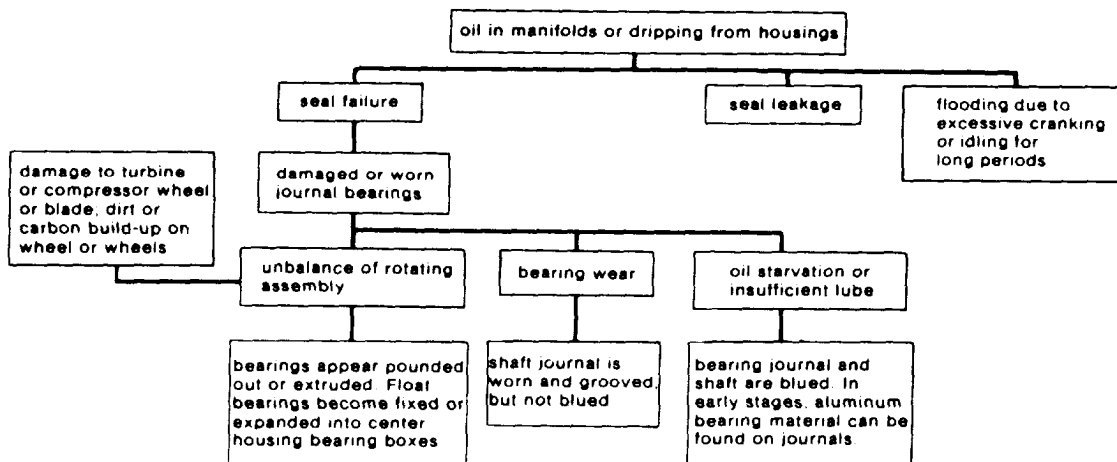 oil in manifolds or dripping from housings
seal failure
seal leakage
flooding due to
excessive cranking
or idling for
long periods
damage to turbine
or compressor wheel
or blade, dirt or
carbon build-up on
wheel or wheels
damaged or worn
journal bearings
unbalance of rotating
assembly
bearing wear
oil starvation or
insufficient lube
bearings appear pounded
out or extruded. Float
bearings become fixed or
expanded into center
housing bearing boxes
shaft journal is
worn and grooved,
but not blued
bearing journal and
shaft are blued. In
early stages, aluminum
bearing material can be
found on journals.